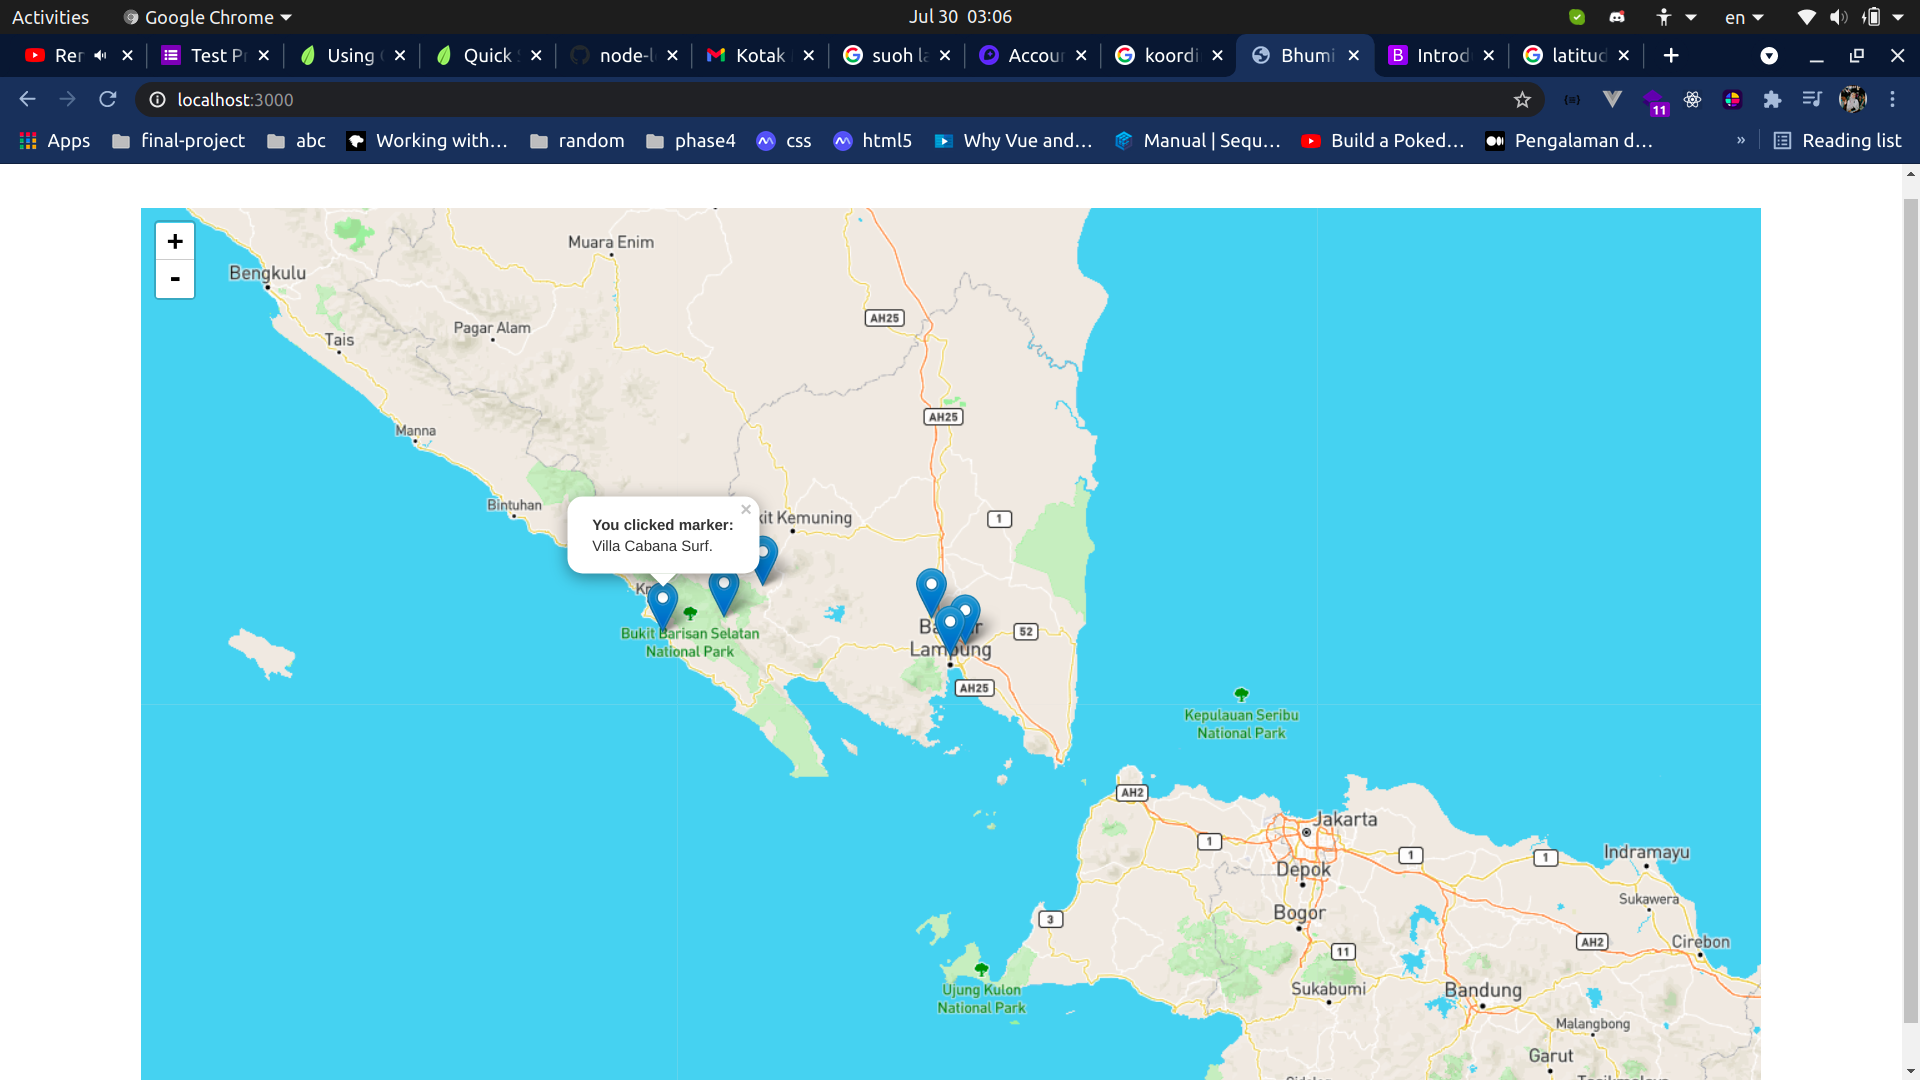 Activities
Google Chrome
Jul 30 03:06
en
Test P
Using
Quick
node-l
Kotak
suoh la
Accour
koordi
Bhumi
Introd
latitud
localhost:3000
11
Apps
final-project
abc
Working with...
random
phase4
css
html5
Why Vue and...
Manual | Sequ...
Build a Poked...
Pengalaman d...
»
Reading list
+
-
Muara Enim
Bengkulu
AH25
Pagar Alam
Tais
AH25
Manna
Bintuhan
You clicked marker:
Villa Cabana Surf.
×
kit Kemuning
1
Kr
Bukit Barisan Selatan
National Park
Lampung
52
AH25
Kepulauan Seribu
National Park
AH2
Jakarta
1
1
1
Indramayu
Depok
Sukawera
Bogor
3
11
AH2
Cirebon
Ujung Kulon
National Park
Sukabumi
Bandung
Malangbong
Garut